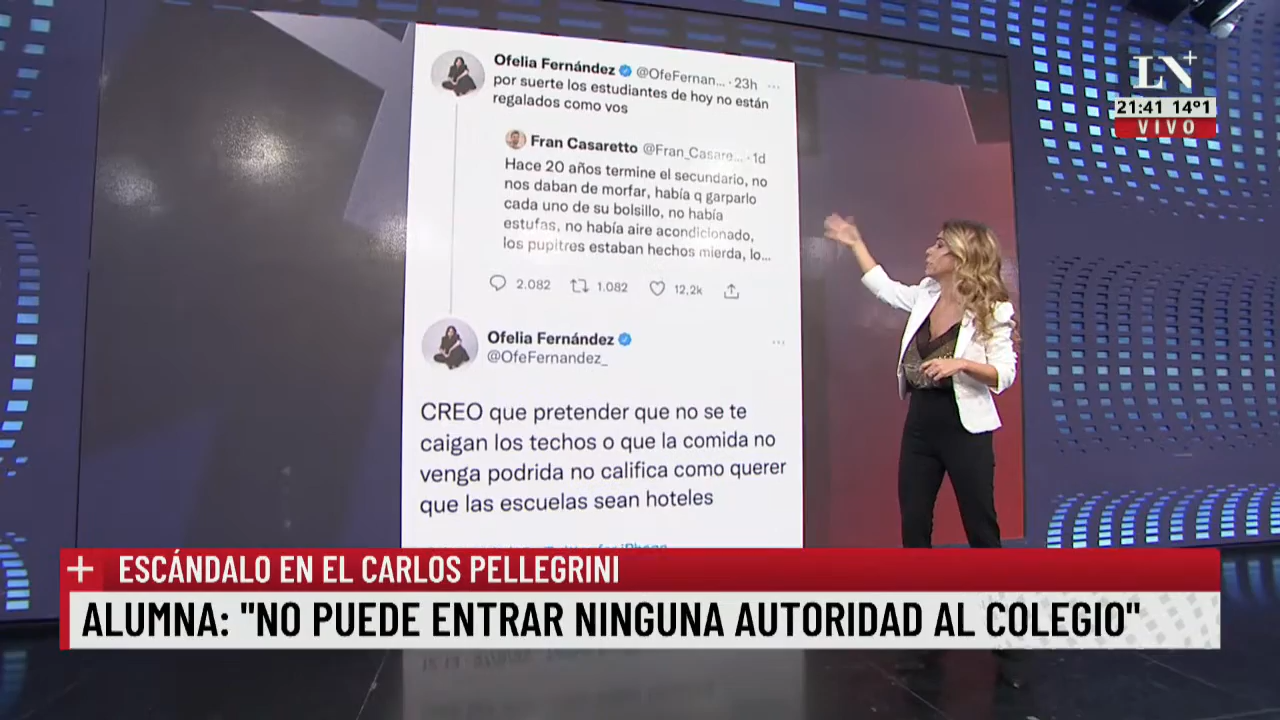 Ofelia Fernández @OfeFernan... · 23h
por suerte los estudiantes de hoy no están
regalados como vos
Fran Casaretto @Fran_Casare... · 1d
Hace 20 años termine el secundario, no
nos daban de morfar, había q garparlo
cada uno de su bolsillo, no había
estufas, no había aire acondicionado,
los pupitres estaban hechos mierda, lo...
2.082 1.082 12,2k
Ofelia Fernández
@OfeFernandez_
CREO que pretender que no se te
caigan los techos o que la comida no
venga podrida no califica como querer
que las escuelas sean hoteles
LN+
21:41 14°1
VIVO
+ ESCÁNDALO EN EL CARLOS PELLEGRINI
ALUMNA: "NO PUEDE ENTRAR NINGUNA AUTORIDAD AL COLEGIO"